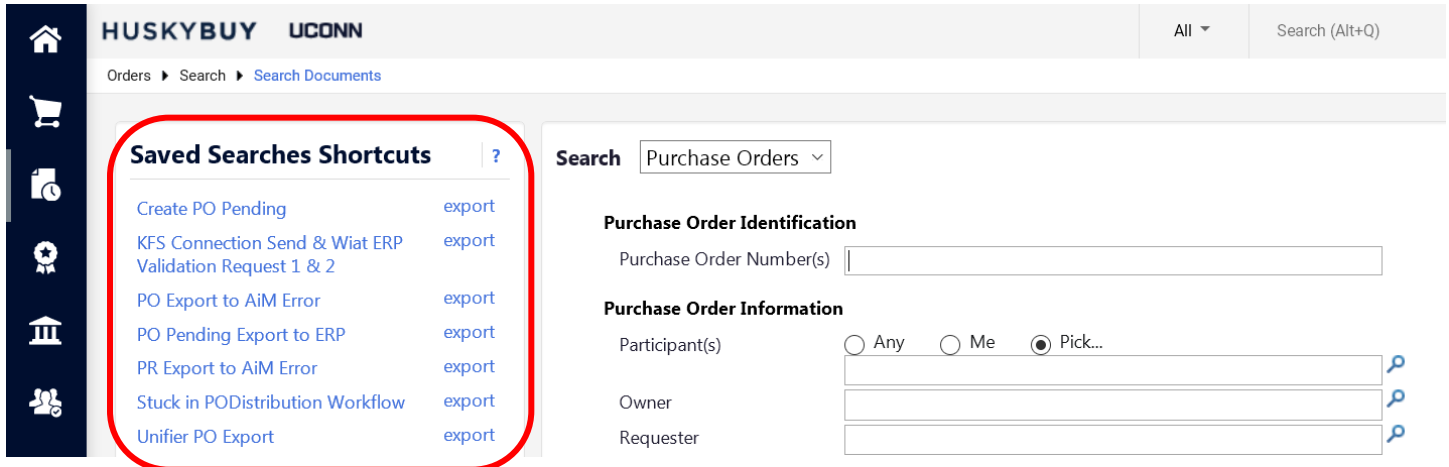 HUSKYBUY UCONN
All
Search (Alt+Q)
Orders Search Search Documents
Saved Searches Shortcuts ?
Create PO Pending export
KFS Connection Send & Wiat ERP export
Validation Request 1 & 2
PO Export to AiM Error export
PO Pending Export to ERP export
PR Export to AiM Error export
Stuck in PODistribution Workflow export
Unifier PO Export export
Search Purchase Orders
Purchase Order Identification
Purchase Order Number(s)
Purchase Order Information
Participant(s) Any Me Pick...
Owner
Requester